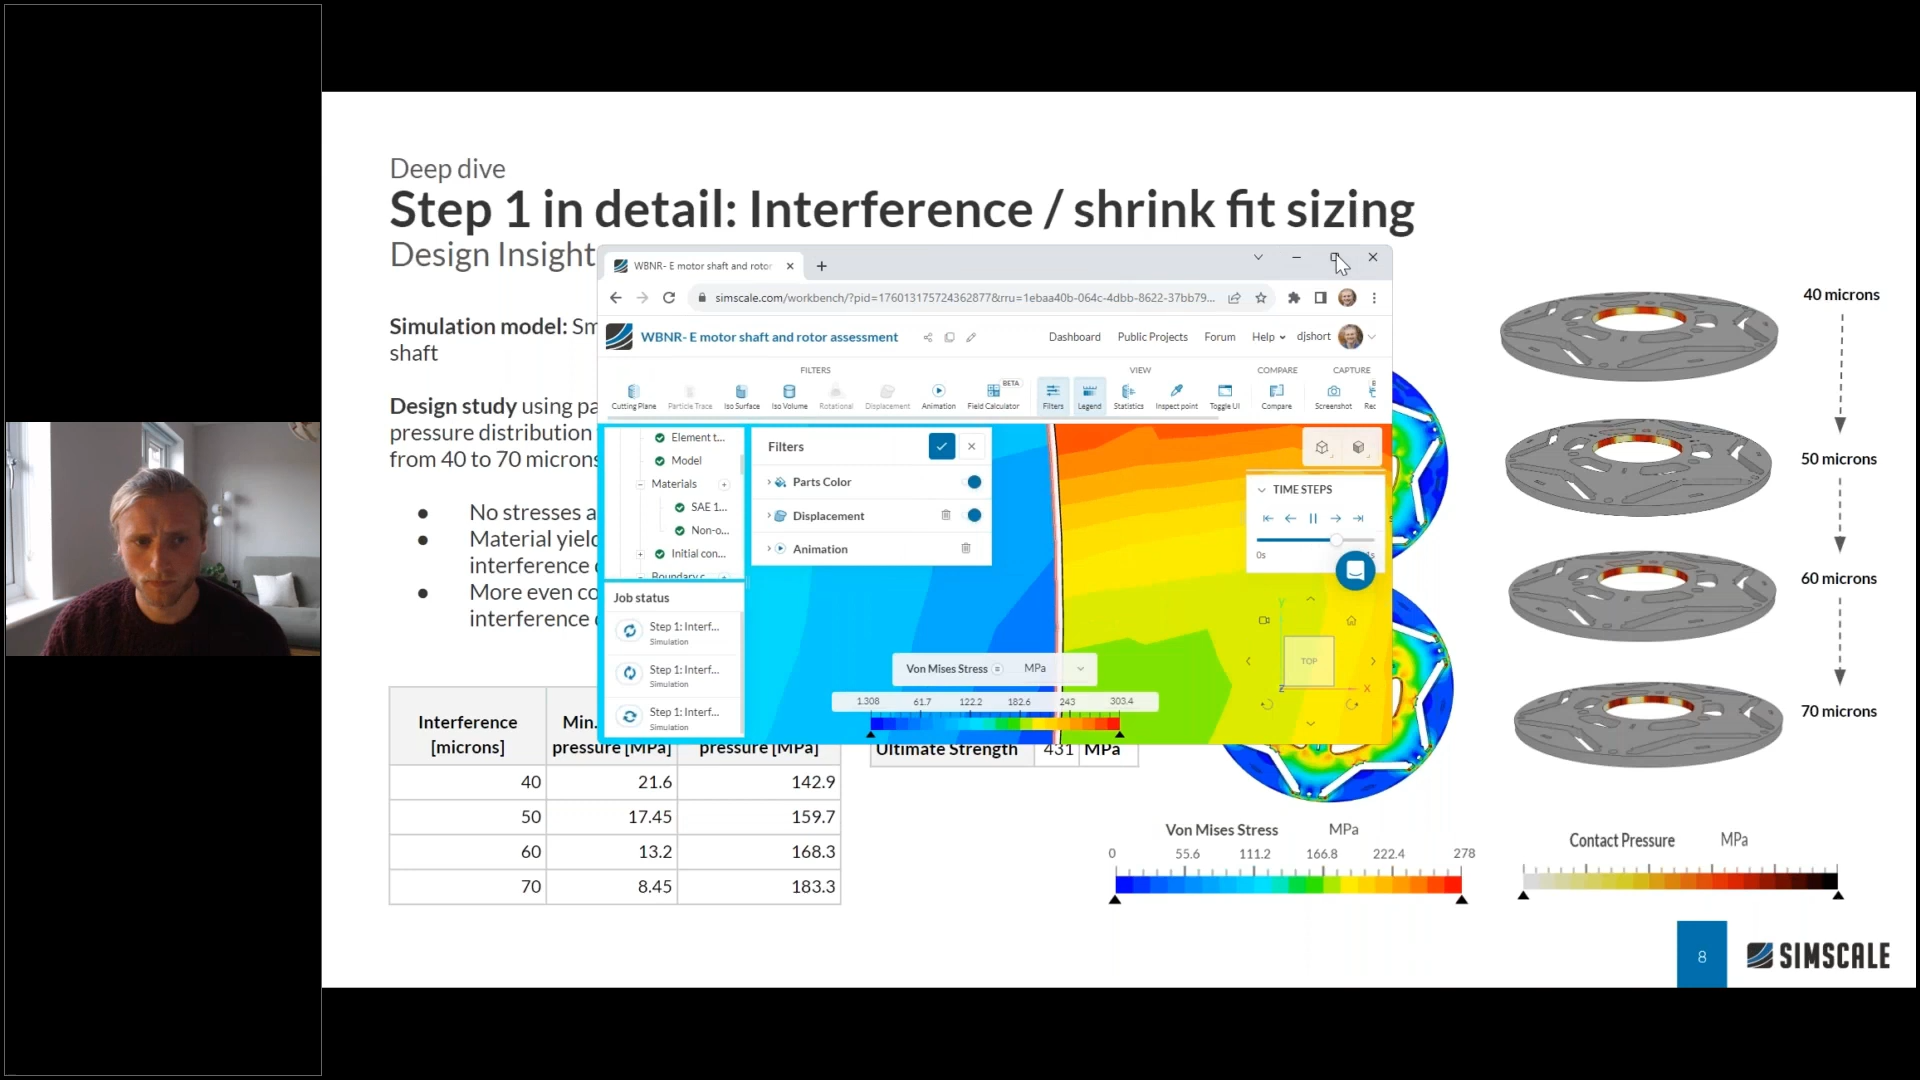 Deep dive
Step 1 in detail: Interference / shrink fit sizing
Design Insight
Simulation model: Sm
shaft
Design study using pa
pressure distribution
from 40 to 70 microns
● No stresses a
● Material yield
interference
● More even co
interference
Interference [microns]
Min. pressure [MPa]
pressure [MPa]
40 21.6 142.9
50 17.45 159.7
60 13.2 168.3
70 8.45 183.3
Ultimate Strength 431 MPa
WBNR- E motor shaft and rotor
simscale.com/workbench/?pid=1760131757243628​77&rru=1ebaa40b-064c-4dbb-8622-37bb79...
WBNR- E motor shaft and rotor assessment
Dashboard Public Projects Forum Help djshort
FILTERS VIEW COMPARE CAPTURE
Cutting Plane Particle Trace Iso Surface Iso Volume Rotational Displacement Animation Field Calculator BETA Filters Legend Statistics Inspect point Toggle UI Compare Screenshot Rec
Element t...
Model
Materials
SAE 1...
Non-o...
Initial con...
Boundary c
Job status
Step 1: Interf...
Simulation
Step 1: Interf...
Simulation
Step 1: Interf...
Simulation
Filters
Parts Color
Displacement
Animation
TIME STEPS
0s
TOP
Y
X
Z
Von Mises Stress MPa
1.308 61.7 122.2 182.6 243 303.4
Von Mises Stress MPa
0 55.6 111.2 166.8 222.4 278
40 microns
50 microns
60 microns
70 microns
Contact Pressure MPa
8
SIMSCALE